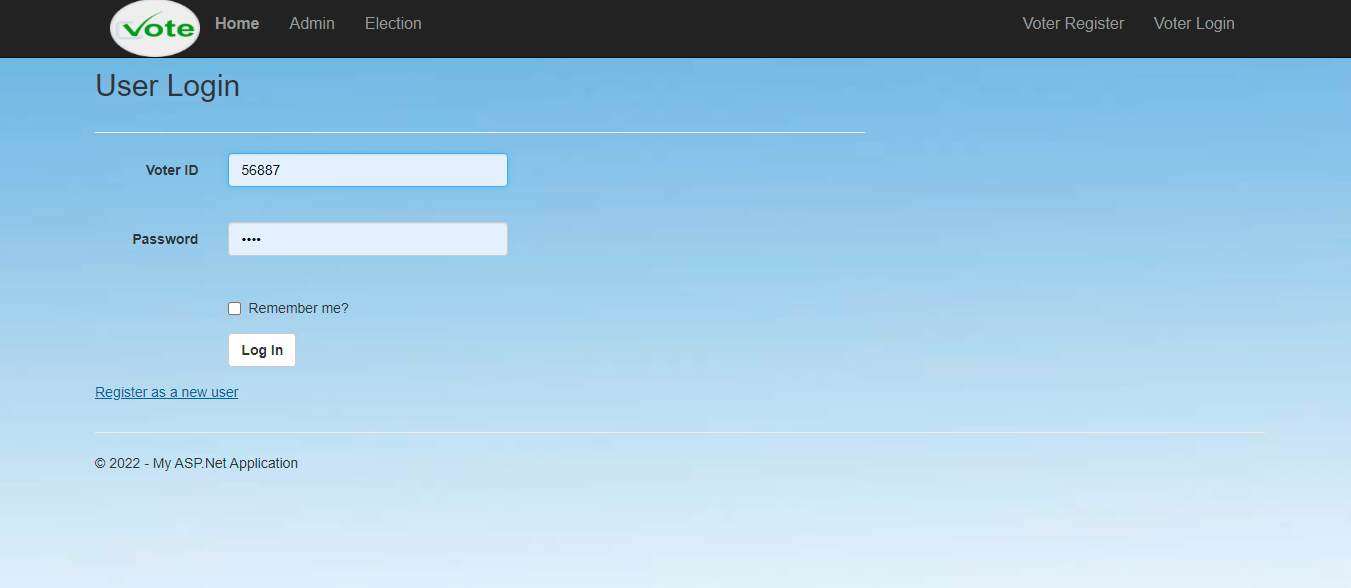 Vote Home Admin Election Voter Register Voter Login
User Login
Voter ID 56887
Password ••••
Remember me?
Log In
Register as a new user
© 2022 - My ASP.Net Application